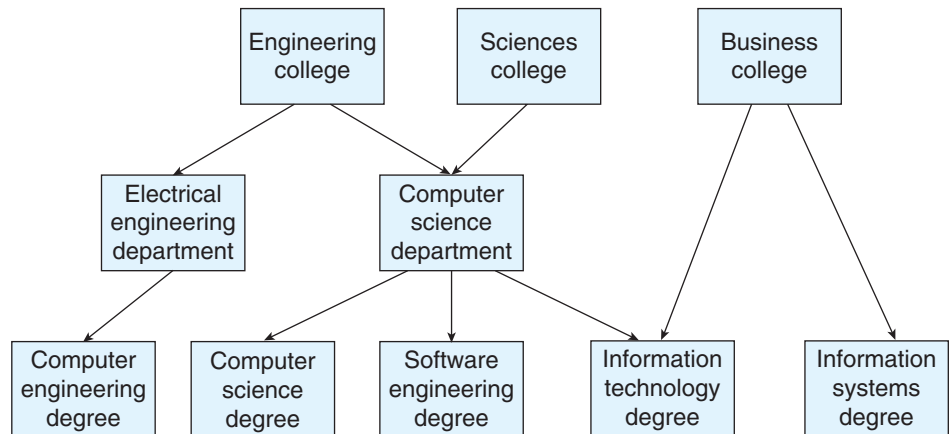 Engineering
college
Sciences
college
Business
college
Electrical
engineering
department
Computer
science
department
Computer
engineering
degree
Computer
science
degree
Software
engineering
degree
Information
technology
degree
Information
systems
degree